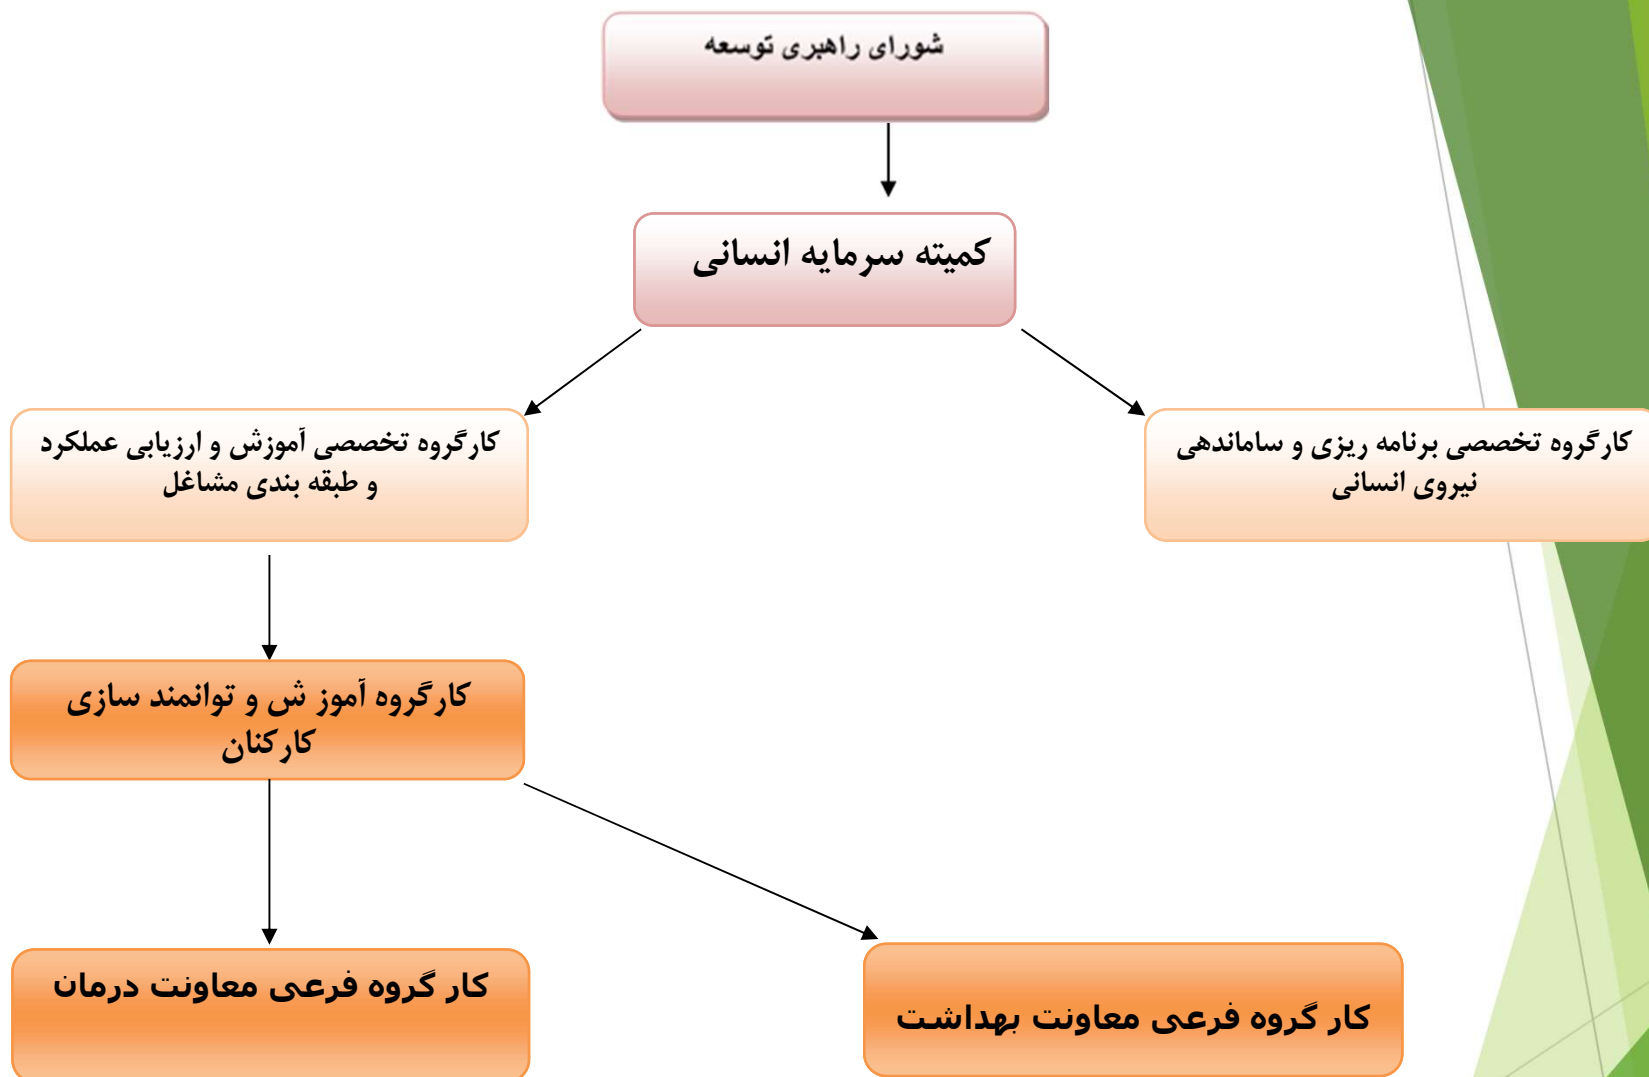 شورای راهبری توسعه
کمیته سرمایه انسانی
کارگروه تخصصی برنامه ریزی و ساماندهی
نیروی انسانی
کارگروه تخصصی آموزش و ارزیابی عملکرد
و طبقه بندی مشاغل
کارگروه آموز ش و توانمند سازی
کارکنان
کار گروه فرعی معاونت بهداشت
کار گروه فرعی معاونت درمان